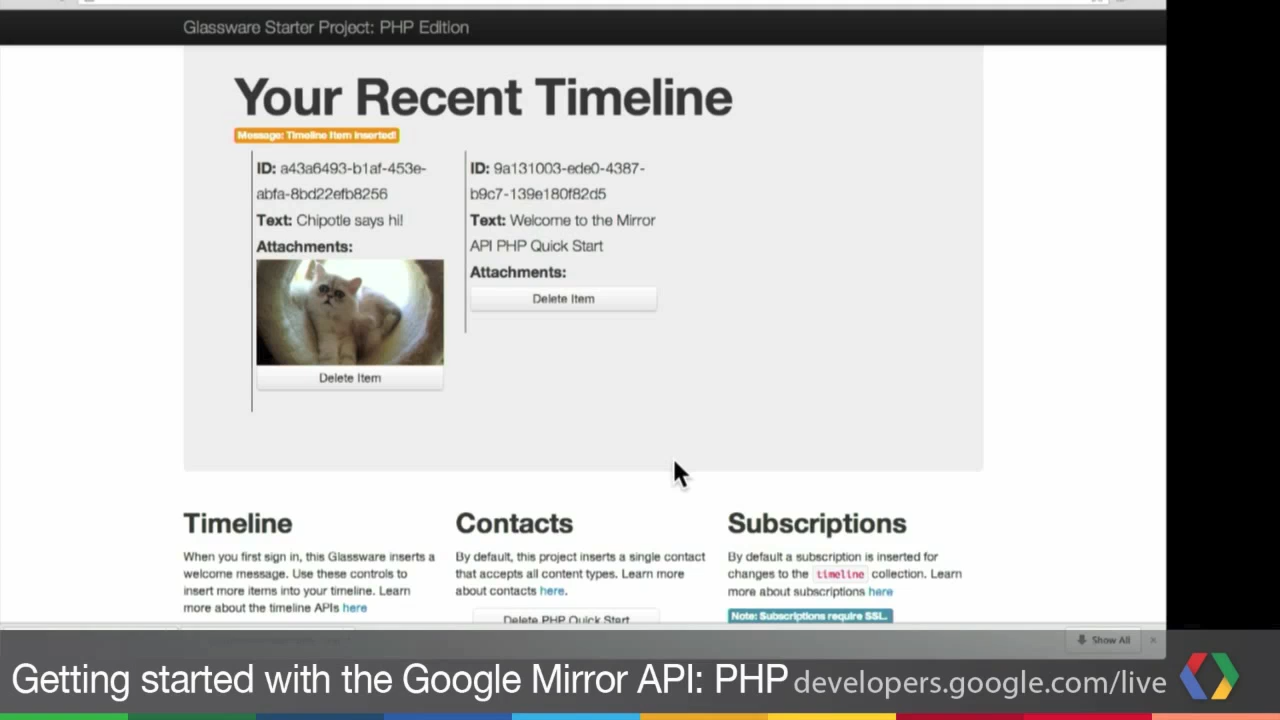 Glassware Starter Project: PHP Edition
Your Recent Timeline
Message: Timeline Item inserted!
ID: a43a6493-b1af-453e-
abfa-8bd22efb8256
Text: Chipotle says hi!
Attachments:
Delete Item
ID: 9a131003-ede0-4387-
b9c7-139e180f82d5
Text: Welcome to the Mirror
API PHP Quick Start
Attachments:
Delete Item
Timeline
When you first sign in, this Glassware inserts a
welcome message. Use these controls to
insert more items into your timeline. Learn
more about the timeline APIs here
Contacts
By default, this project inserts a single contact
that accepts all content types. Learn more
about contacts here.
Delete PHP Quick Start
Subscriptions
By default a subscription is inserted for
changes to the timeline collection. Learn
more about subscriptions here
Note: Subscriptions require SSL.
Show All
Getting started with the Google Mirror API: PHP
developers.google.com/live